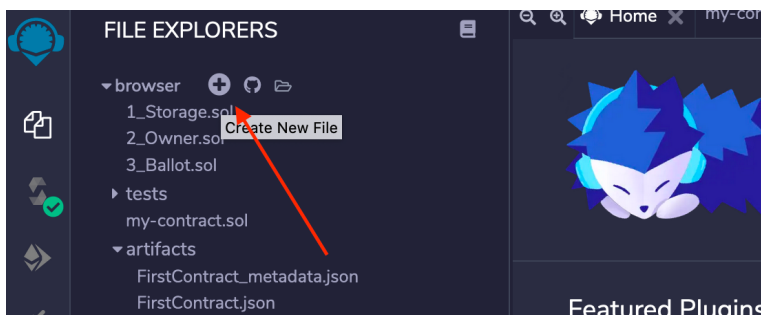 FILE EXPLORERS
Home
my-con
browser
1_Storage.sol
Create New File
2_Owner.sol
3_Ballot.sol
tests
my-contract.sol
artifacts
FirstContract_metadata.json
FirstContract.json
Featured Plugins